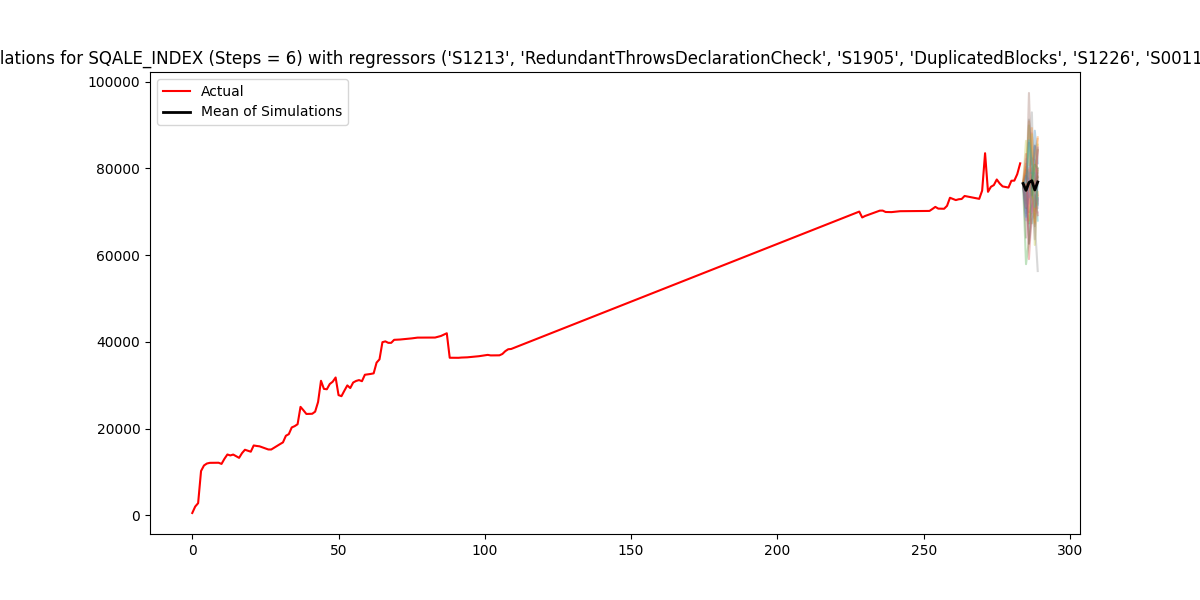 lations for SQALE_INDEX (Steps = 6) with regressors ('S1213', 'RedundantThrowsDeclarationCheck', 'S1905', 'DuplicatedBlocks', 'S1226', 'S0011
Actual
Mean of Simulations
100000
80000
60000
40000
20000
0
0 50 100 150 200 250 300